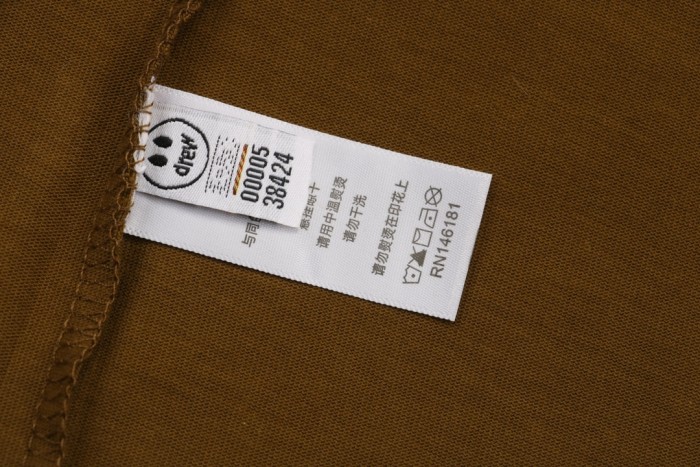 drew
00005
38424
与同
悬挂晾干
请用中温熨烫
请勿干洗
请勿熨烫在印花上
RN146181